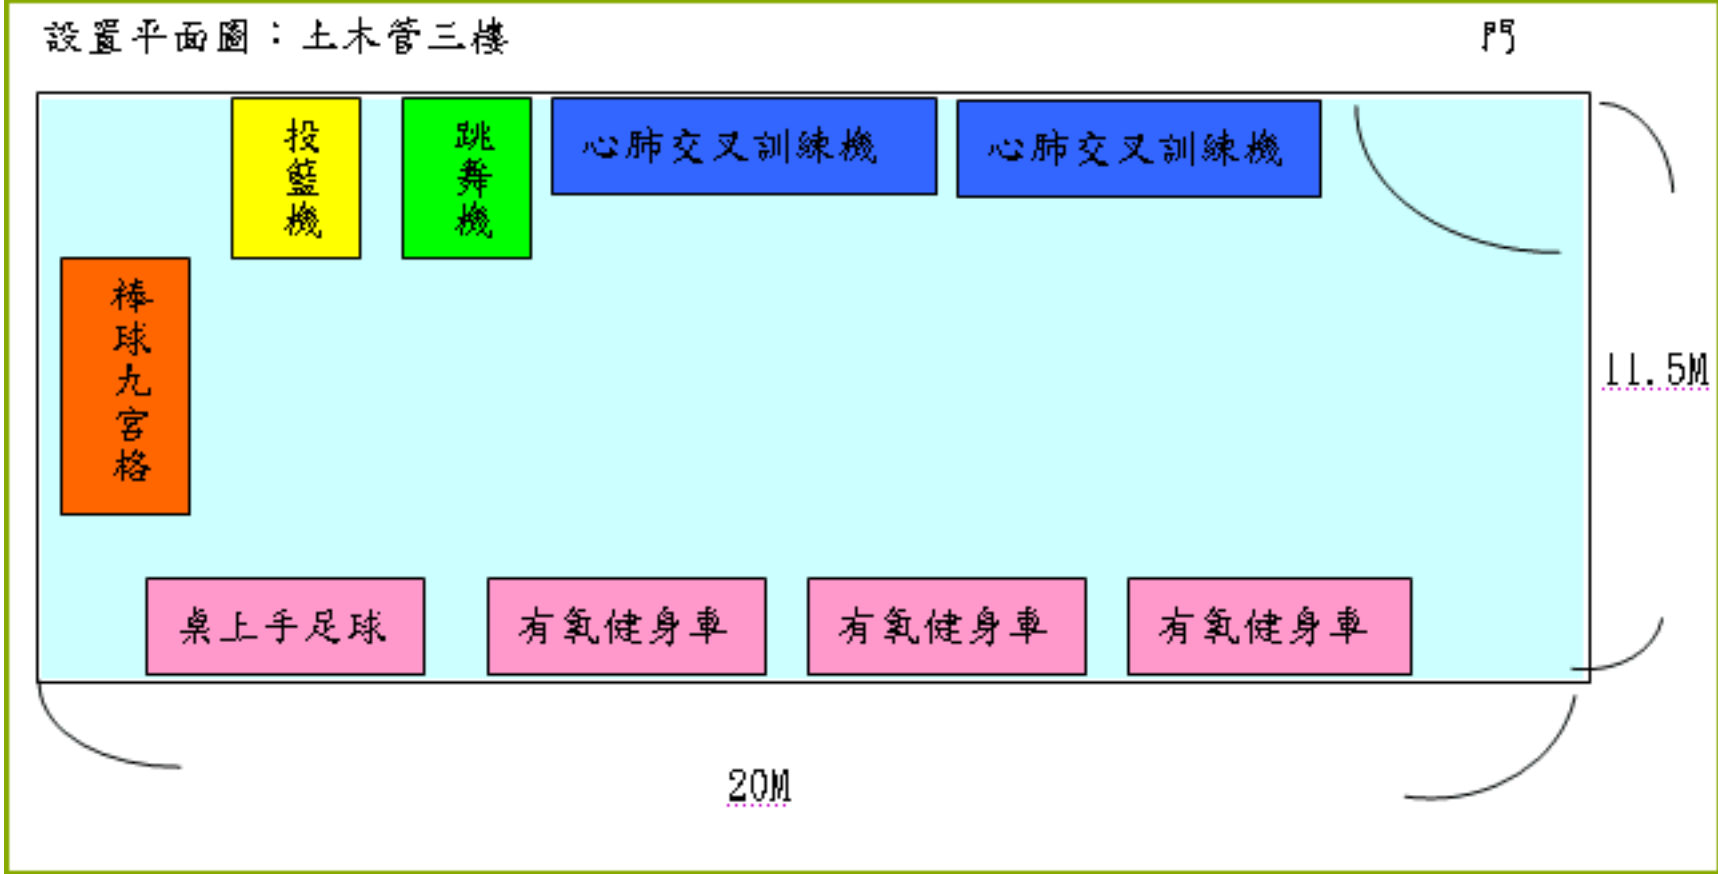 設置平面圖：土木管三樓
門
投籃機
跳舞機
心肺交叉訓練機
心肺交叉訓練機
棒球九宮格
11.5M
桌上手足球
有氧健身車
有氧健身車
有氧健身車
20M